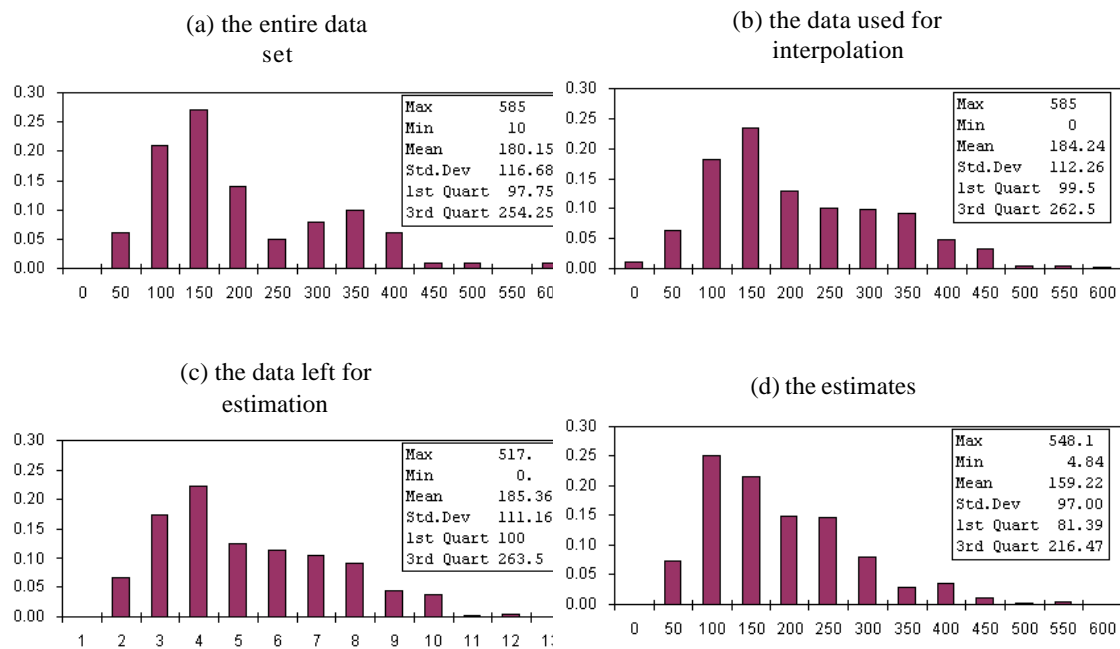 (a) the entire data
set
0.30
0.25
0.20
0.15
0.10
0.05
0.00
Max 585
Min 10
Mean 180.15
Std.Dev 116.68
1st Quart 97.75
3rd Quart 254.25
0 50 100 150 200 250 300 350 400 450 500 550
(b) the data used for
interpolation
0.30
0.25
0.20
0.15
0.10
0.05
0.00
Max 585
Min 0
Mean 184.24
Std.Dev 112.26
1st Quart 99.5
3rd Quart 262.5
0 50 100 150 200 250 300 350 400 450 500 550 600
(c) the data left for
estimation
0.30
0.25
0.20
0.15
0.10
0.05
0.00
Max 517.
Min 0.
Mean 185.36
Std.Dev 111.16
1st Quart 100
3rd Quart 263.5
1 2 3 4 5 6 7 8 9 10 11 12
(d) the estimates
0.30
0.25
0.20
0.15
0.10
0.05
0.00
Max 548.1
Min 4.84
Mean 159.22
Std.Dev 97.00
1st Quart 81.39
3rd Quart 216.47
0 50 100 150 200 250 300 350 400 450 500 550 600